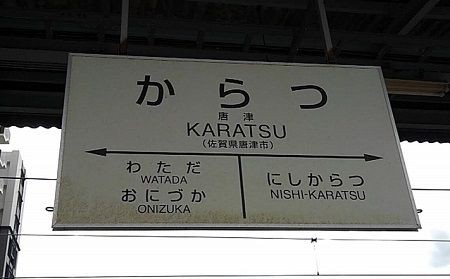 からつ
唐津
KARATSU
(佐賀県唐津市)
わただ
WATADA
おにづか
ONIZUKA
にしからつ
NISHI-KARATSU